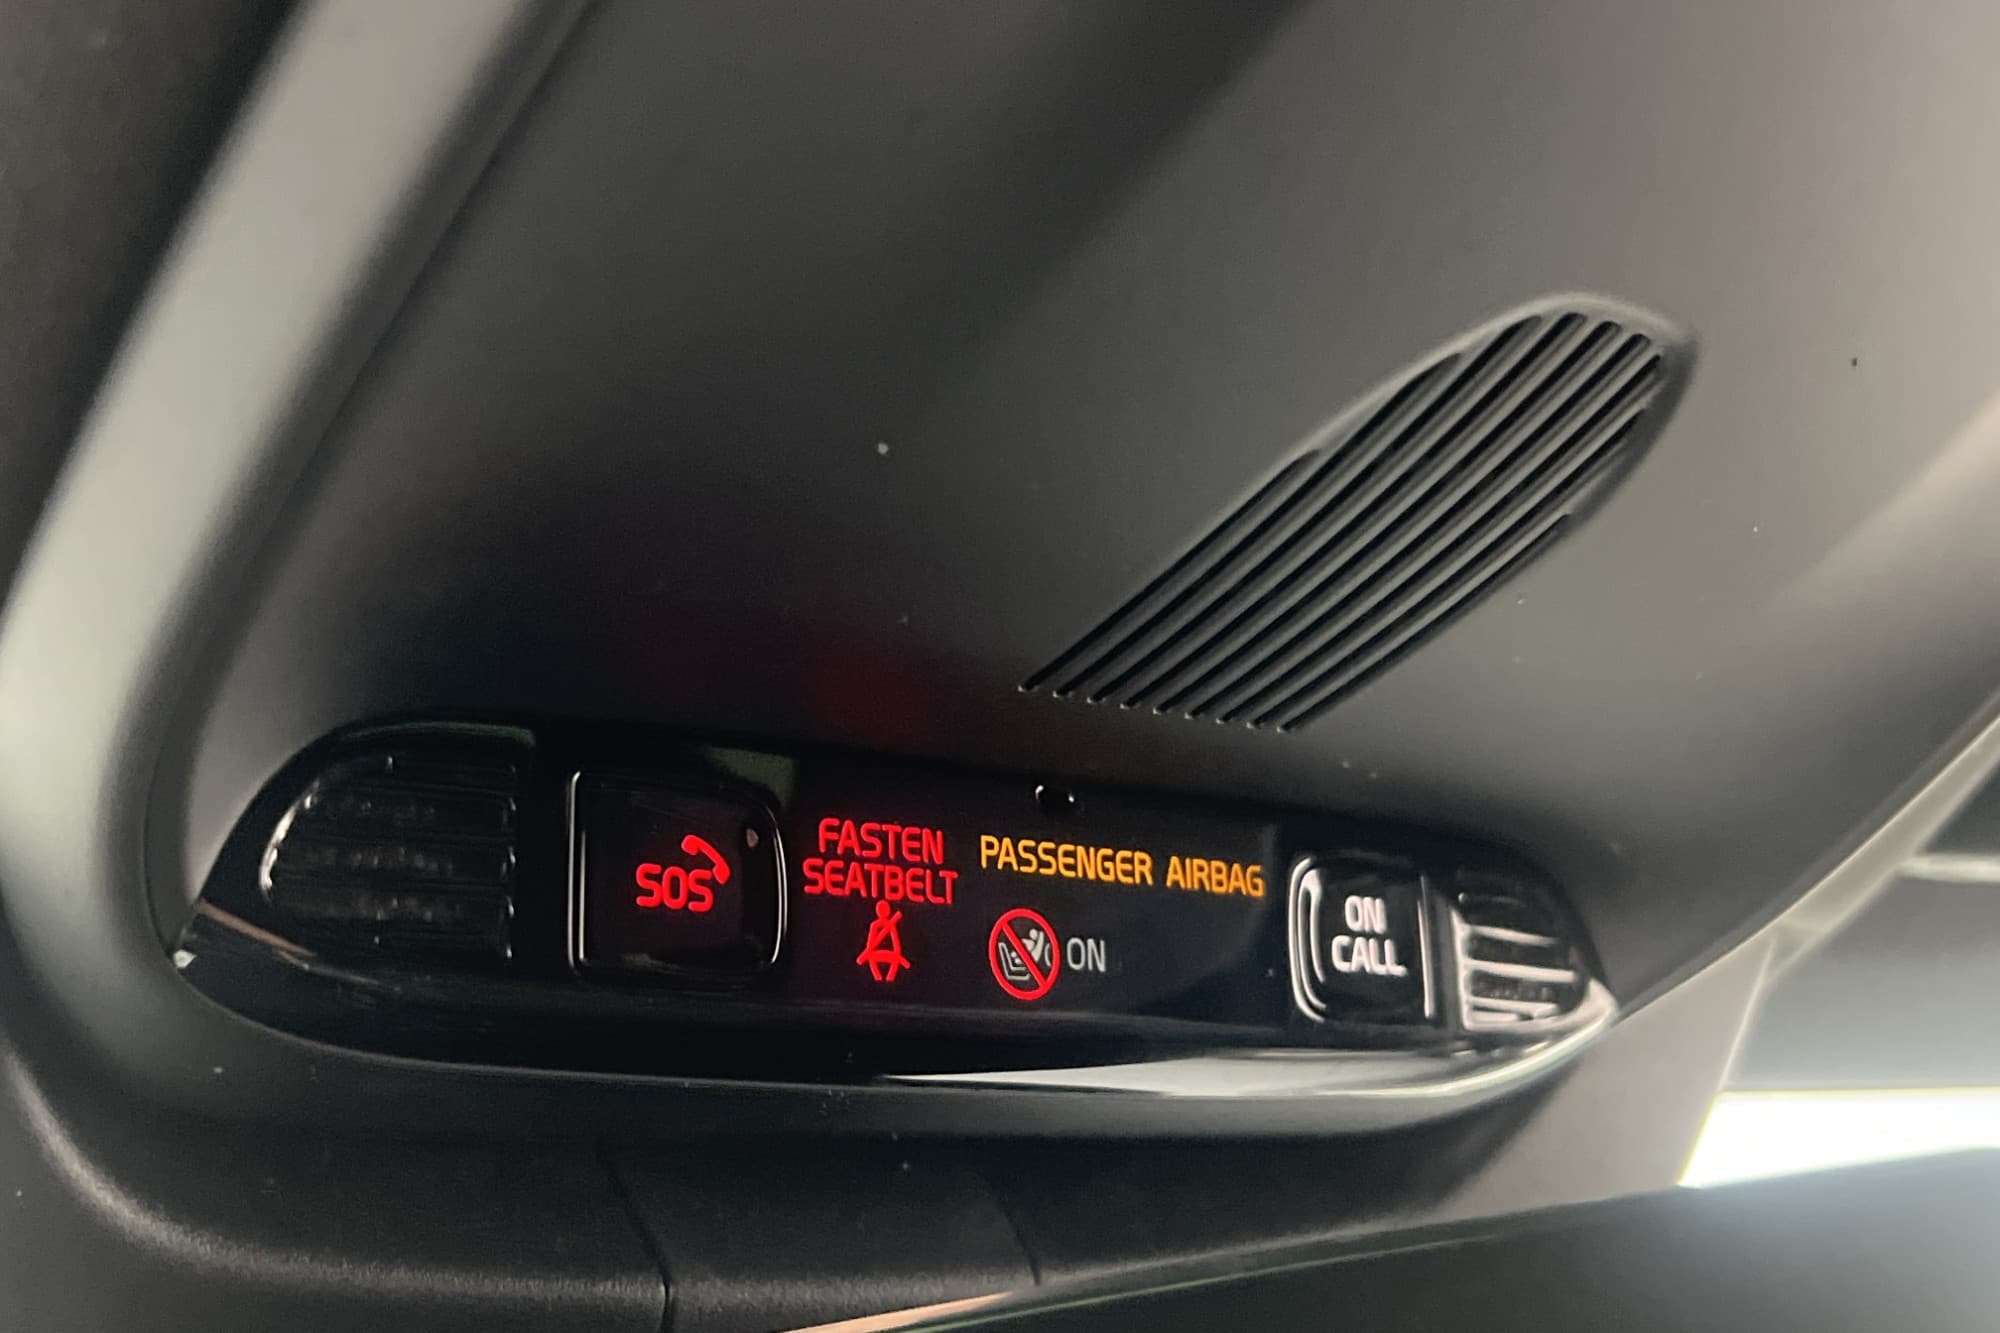 SOS
FASTEN
SEATBELT
PASSENGER AIRBAG
ON
ON
CALL